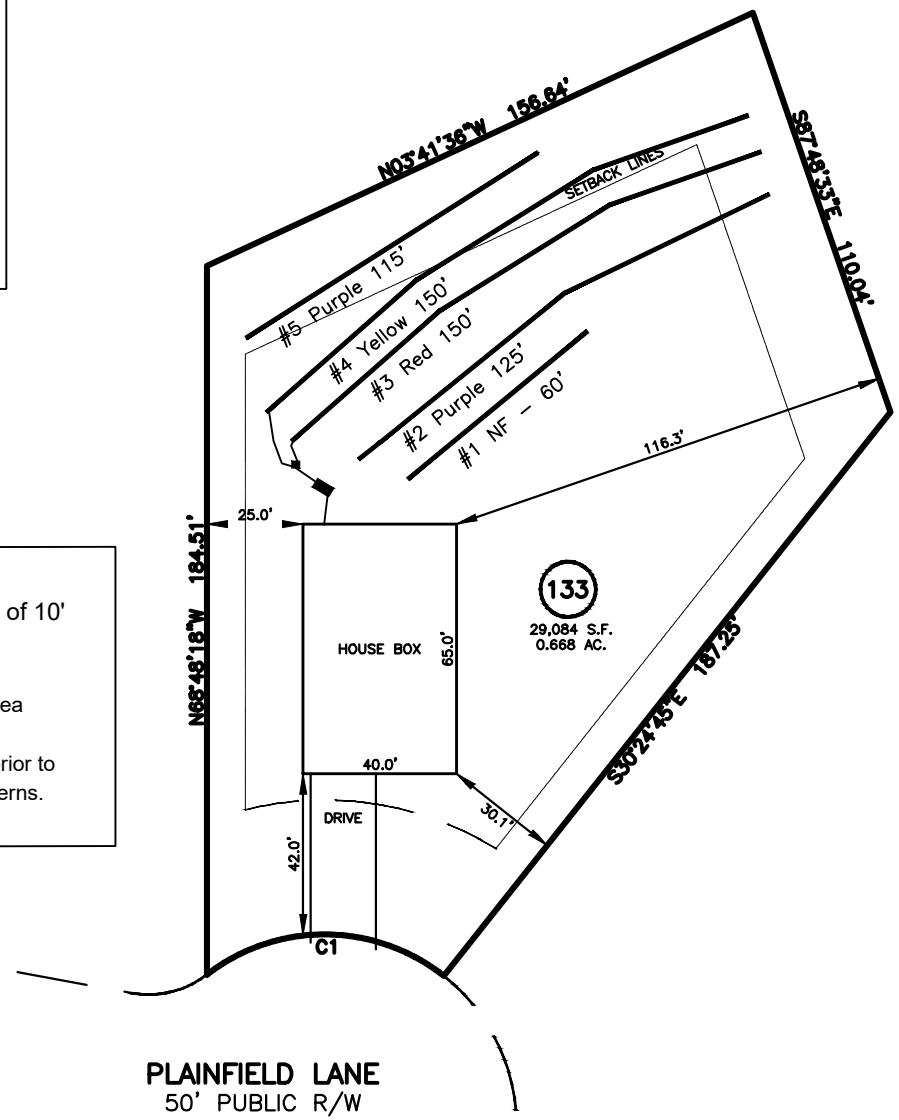 N03°41'36"W 156.64'
S87°48'33"E 110.04'
SETBACK LINES
#5 Purple 115'
#4 Yellow 150'
#3 Red 150'
#2 Purple 125'
#1 NF - 60'
116.3'
25.0'
N68°48'18"W 184.51'
133
29,084 S.F.
0.668 AC.
of 10'
ea
rior to
erns.
HOUSE BOX
65.0'
40.0'
S30°24'45"E 187.25'
30.1'
DRIVE
42.0'
C1
PLAINFIELD LANE
50' PUBLIC R/W